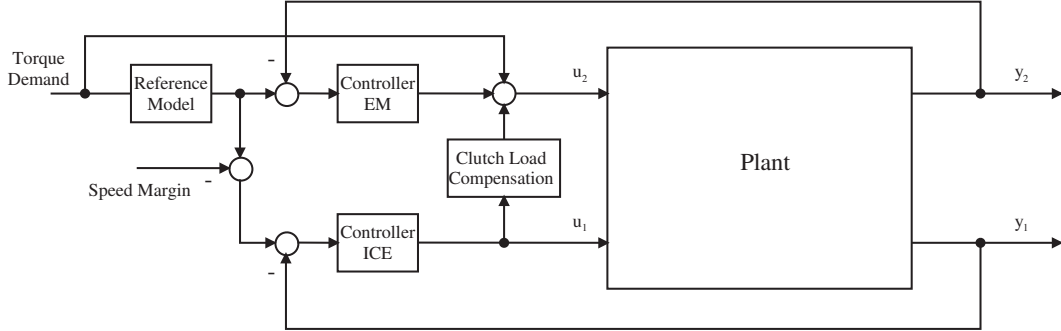 Torque
Demand
Reference
Model
-
Controller
EM
u2
y2
Clutch Load
Compensation
Plant
-
Speed Margin
Controller
ICE
u1
y1
-